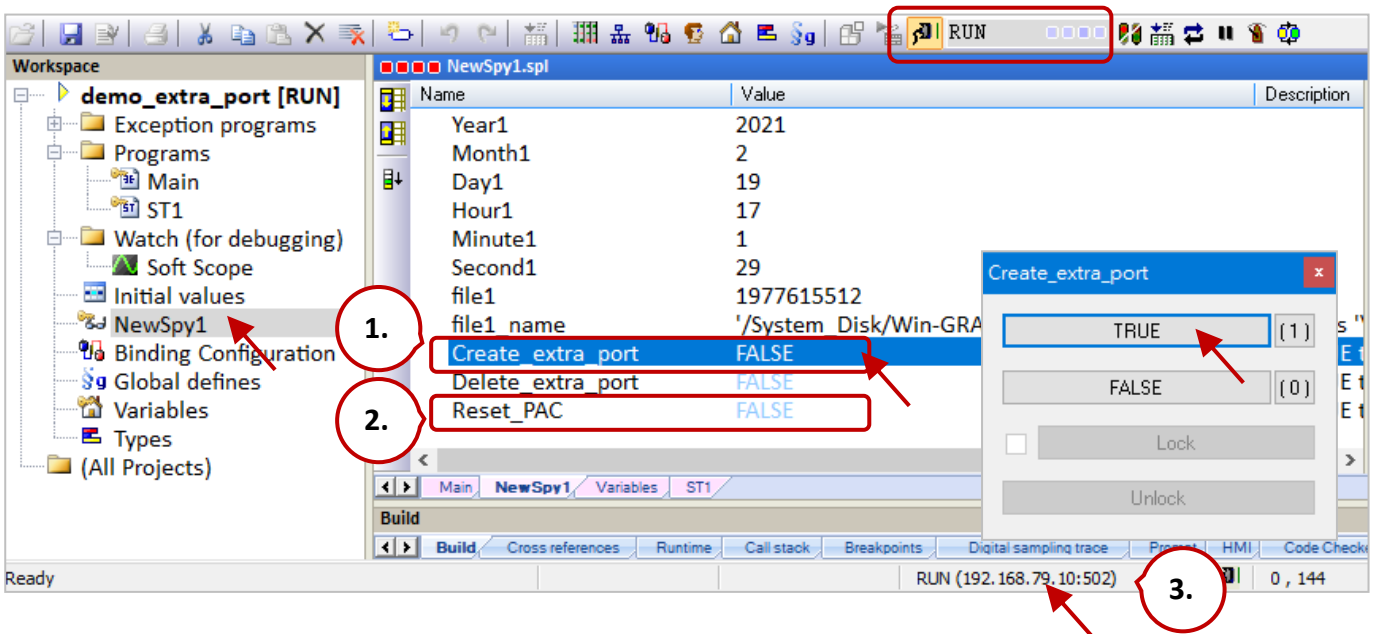 RUN
Workspace
NewSpy1.spl
demo_extra_port [RUN]
Exception programs
Programs
Main
ST1
Watch (for debugging)
Soft Scope
Initial values
NewSpy1
Binding Configuration
§g Global defines
Variables
Types
(All Projects)
Name Value Description
Year1 2021
Month1 2
Day1 19
Hour1 17
Minute1 1
Second1 29
file1 1977615512
file1_name '/System_Disk/Win-GRA s "
Create_extra_port FALSE E t
Delete_extra_port FALSE E t
Reset_PAC FALSE E t
1.
2.
Create_extra_port x
TRUE (1)
FALSE (0)
Lock
Unlock
Main NewSpy1 Variables ST1
Build
Build Cross references Runtime Call stack Breakpoints Digital sampling trace Prompt HMI Code Checke
Ready RUN (192.168.79.10:502) 0 , 144
3.